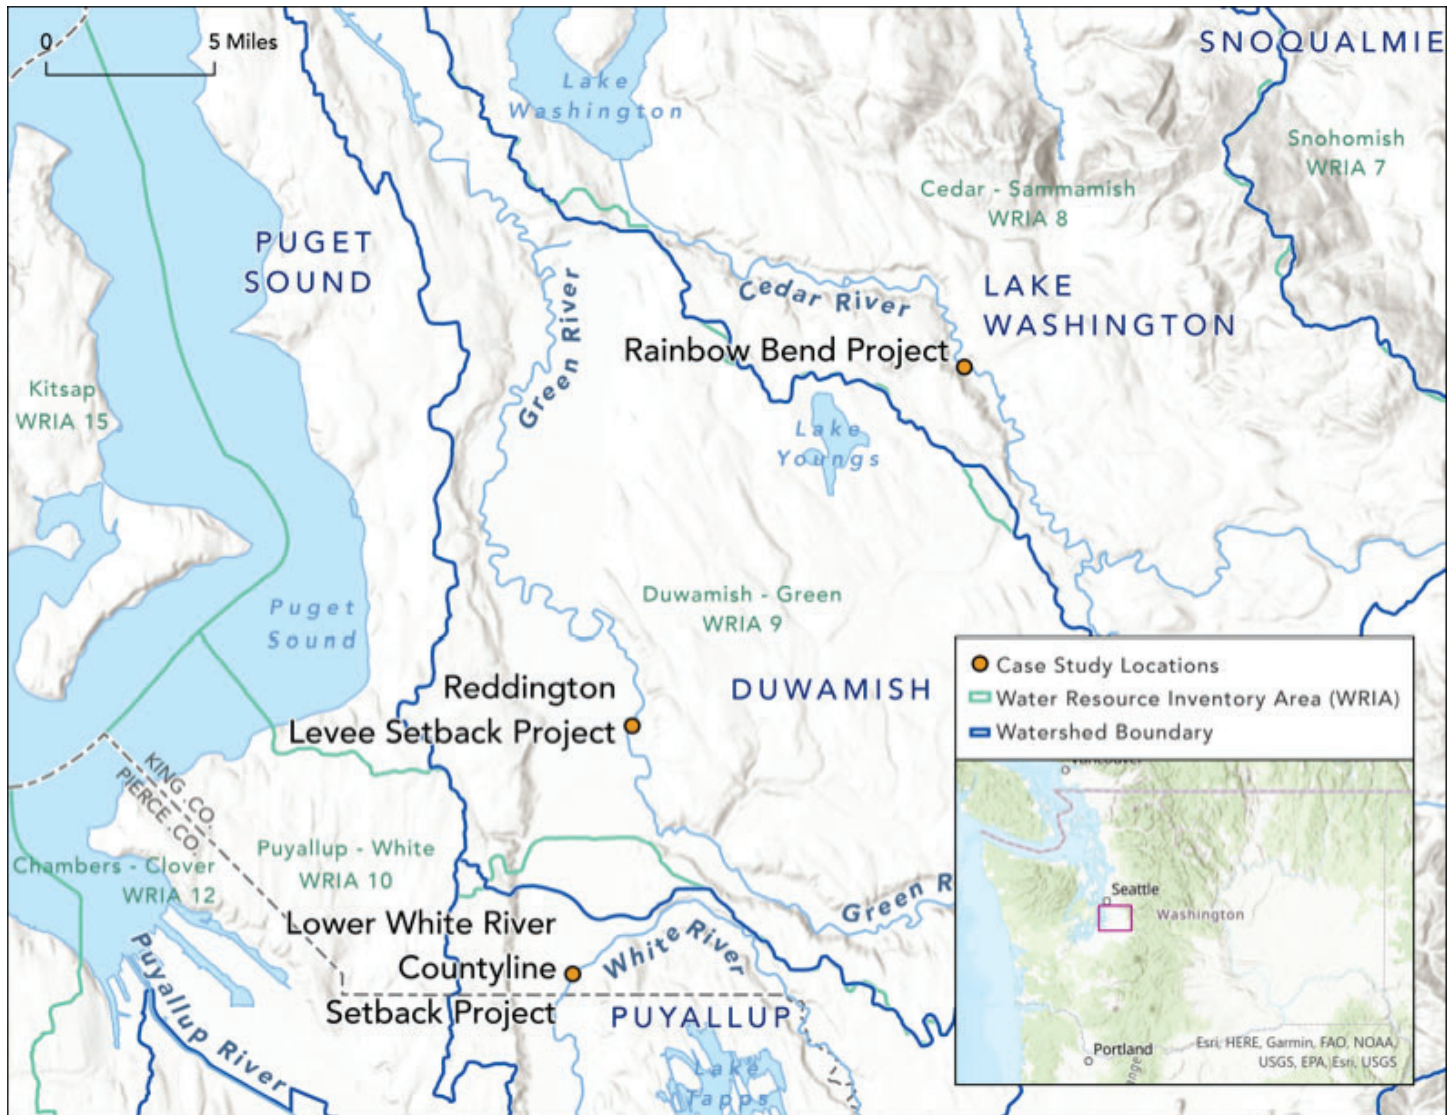 0
5 Miles
SNOQUALMIE
Lake
Washington
Snohomish
WRIA 7
Cedar - Sammamish
WRIA 8
PUGET
SOUND
Cedar River
LAKE
WASHINGTON
Green River
Rainbow Bend Project
Kitsap
WRIA 15
Lake
Youngs
Puget
Sound
Duwamish - Green
WRIA 9
Reddington
Levee Setback Project
DUWAMISH
Case Study Locations
Water Resource Inventory Area (WRIA)
Watershed Boundary
KING CO.
PIERCE CO.
Chambers - Clover
WRIA 12
Puyallup - White
WRIA 10
Green R
Lower White River
Countyline
Setback Project
White River
Puyallup River
PUYALLUP
Lake
Tapps
Vancouver
Seattle
Washington
Portland
ange
Esri, HERE, Garmin, FAO, NOAA,
USGS, EPA, Esri, USGS